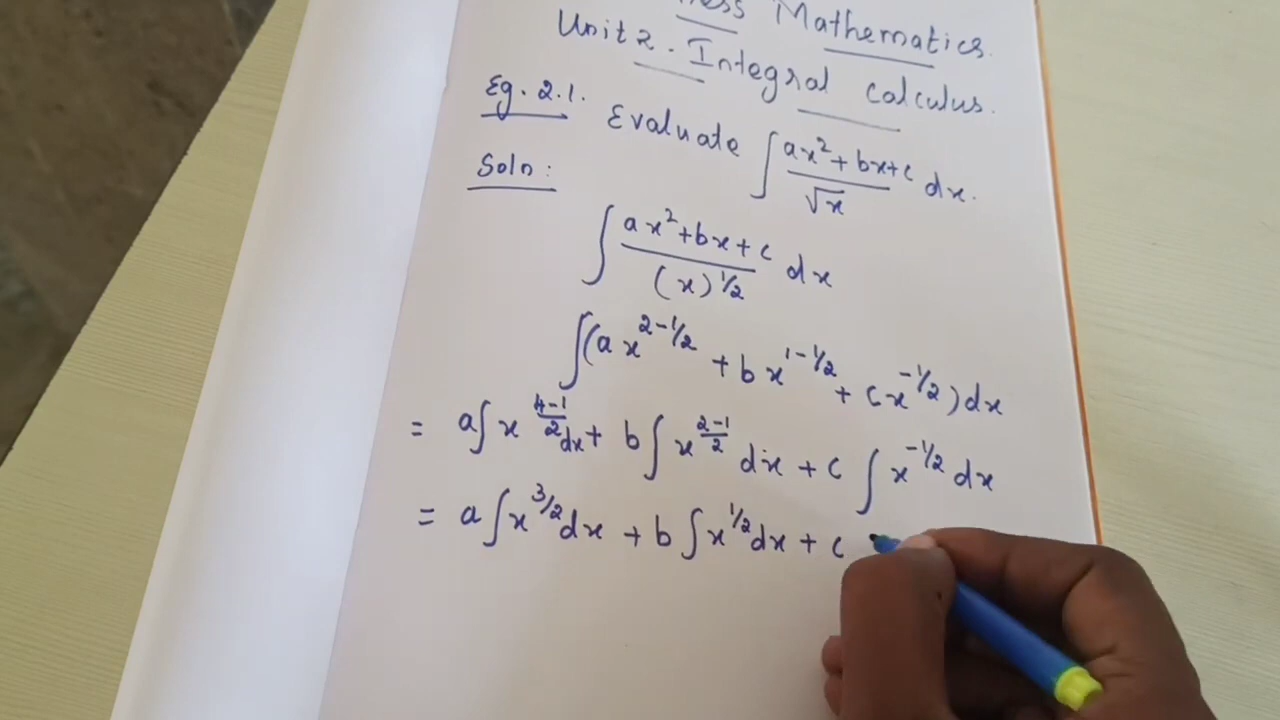 Mathematics.
Unit 2. Integral Calculus.
Eg. 2.1. Evaluate ∫ (ax² + bx + c)/√x dx.
Soln:
∫ (ax² + bx + c)/(x)^(1/2) dx
∫(a x^(2-1/2) + b x^(1-1/2) + c x^(-1/2)) dx
= a∫ x^((4-1)/2) dx + b∫ x^((2-1)/2) dx + c ∫ x^(-1/2) dx
= a∫ x^(3/2) dx + b∫ x^(1/2) dx + c